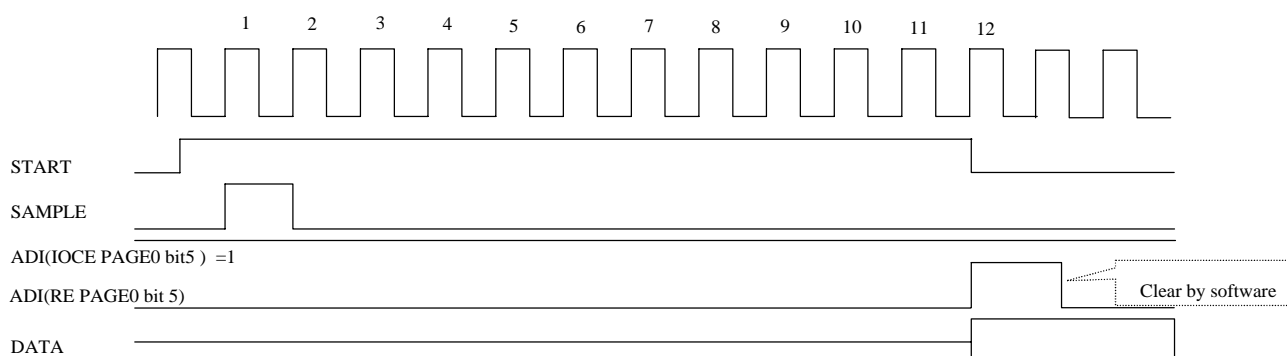 1 2 3 4 5 6 7 8 9 10 11 12
START
SAMPLE
ADI(IOCE PAGE0 bit5 ) =1
ADI(RE PAGE0 bit 5)
Clear by software
DATA